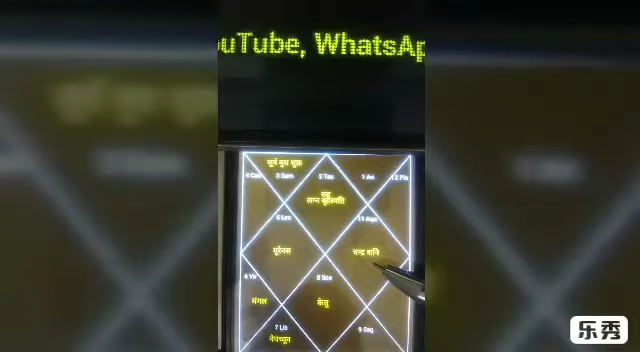 ouTube, WhatsAp
सूर्य बुध शुक्र
4 Can 3 Gem 2 Tau 1 Ari 12 Pis
राहु
लग्न बृहस्पति
5 Leo 11 Aqu
यूरेनस चन्द्र शनि
6 Vir 8 Sco
मंगल केतु
7 Lib 9 Sag
नेपच्यून
乐秀